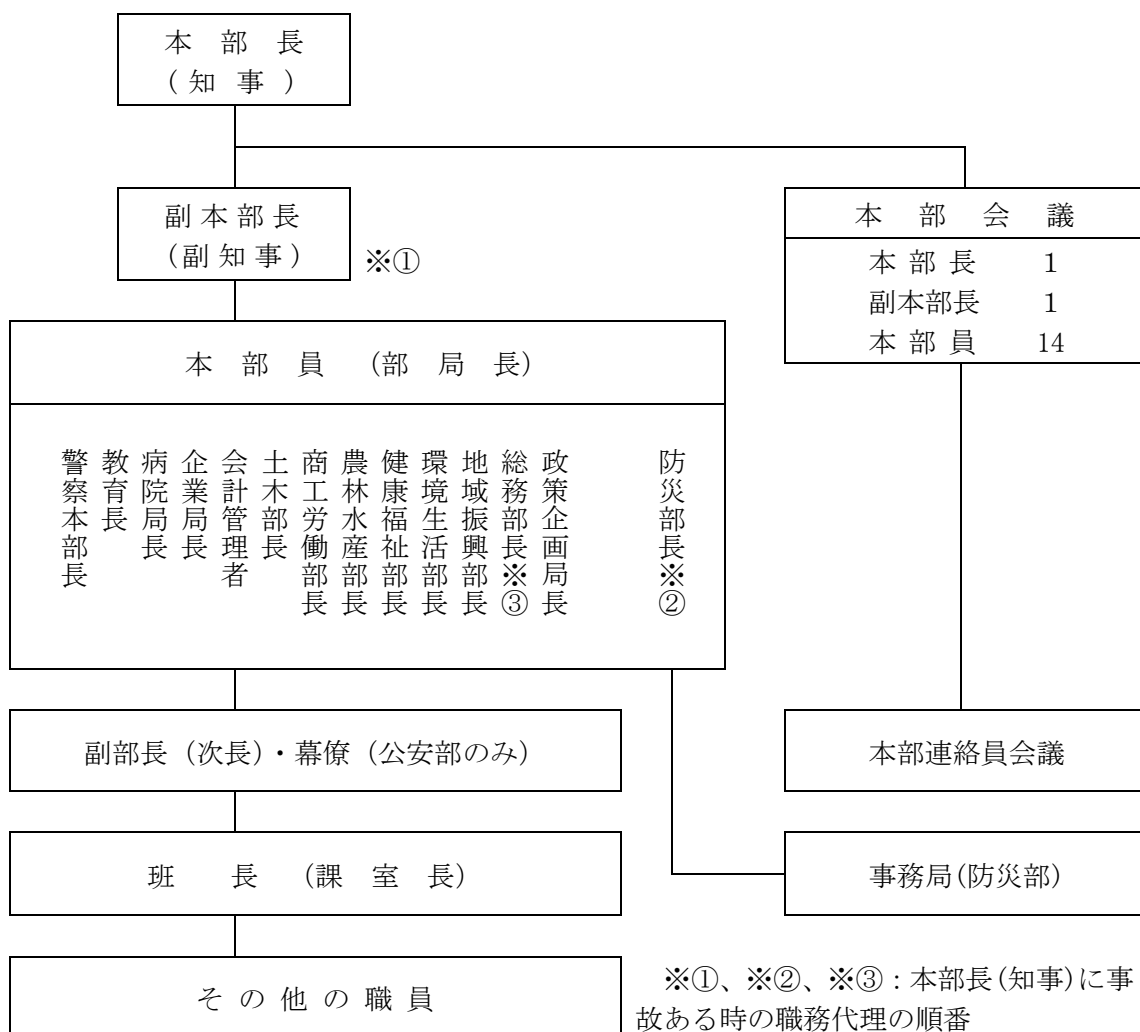 本部長
(知事)
副本部長
(副知事)
※①
本部会議
本部長 1
副本部長 1
本部員 14
本部員 (部局長)
防災部長※②
政策企画局長
総務部長※③
地域振興部長
環境生活部長
健康福祉部長
農林水産部長
商工労働部長
土木部長
会計管理者
企業局長
病院局長
教育長
警察本部長
副部長(次長)・幕僚(公安部のみ)
本部連絡員会議
班長 (課室長)
事務局(防災部)
その他の職員
※①、※②、※③：本部長(知事)に事
故ある時の職務代理の順番